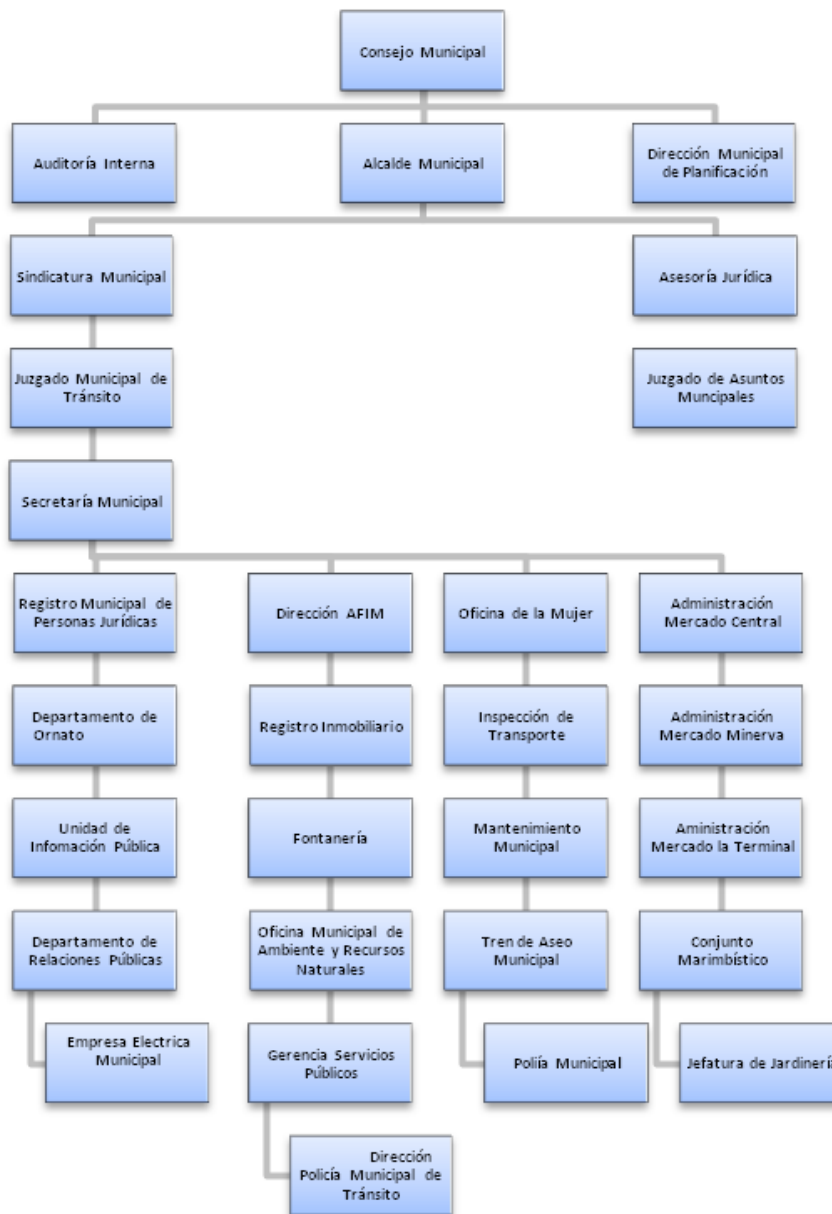 Consejo Municipal
Auditoría Interna
Alcalde Municipal
Dirección Municipal
de Planificación
Sindicatura Municipal
Asesoría Jurídica
Juzgado Municipal de
Tránsito
Juzgado de Asuntos
Muncipales
Secretaría Municipal
Registro Municipal de
Personas Jurídicas
Dirección AFIM
Oficina de la Mujer
Administración
Mercado Central
Departamento de
Ornato
Registro Inmobiliario
Inspección de
Transporte
Administración
Mercado Minerva
Unidad de
Infomación Pública
Fontanería
Mantenimiento
Municipal
Aministración
Mercado la Terminal
Departamento de
Relaciones Públicas
Oficina Municipal de
Ambiente y Recursos
Naturales
Tren de Aseo
Municipal
Conjunto
Marimbístico
Empresa Electrica
Municipal
Gerencia Servicios
Públicos
Poliía Municipal
Jefatura de Jardinería
Dirección
Policía Municipal de
Tránsito